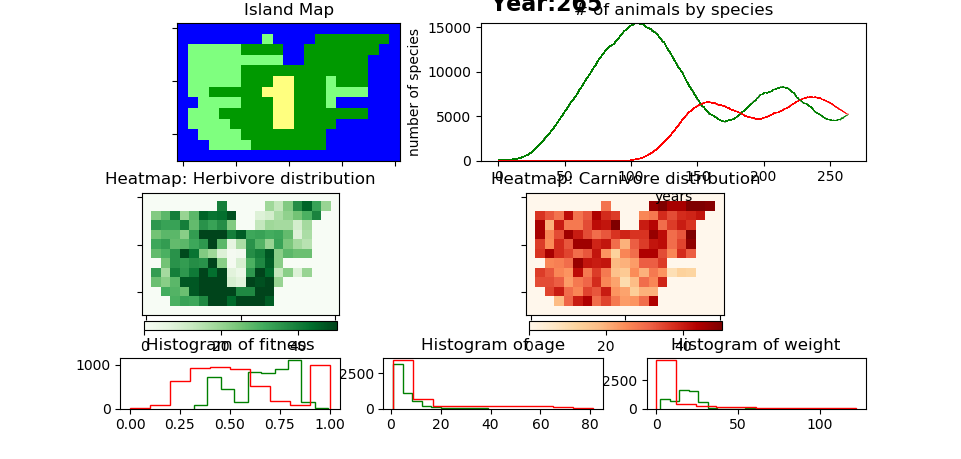 Year:265
Island Map
# of animals by species
number of species
15000
10000
5000
0
0 50 100 150 200 250
years
Heatmap: Herbivore distribution
Heatmap: Carnivore distribution
0 20 40
0 20 40
Histogram of fitness
Histogram of age
Histogram of weight
1000
0
2500
0
2500
0
0.00 0.25 0.50 0.75 1.00
0 20 40 60 80
0 50 100